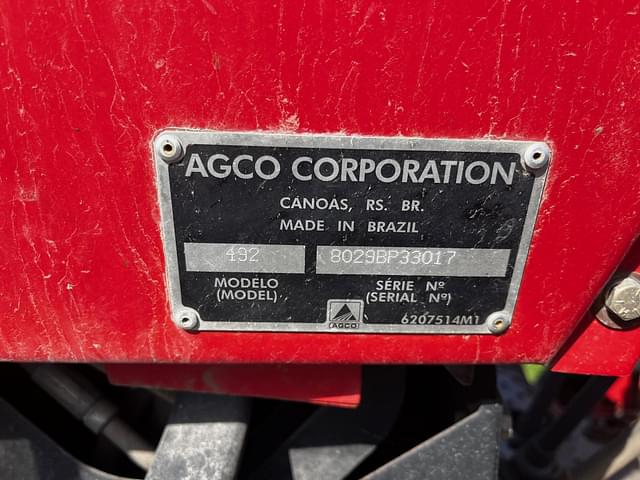 AGCO CORPORATION
CANOAS, RS. BR.
MADE IN BRAZIL
492 8029BP33017
MODELO SÉRIE Nº
(MODEL) (SERIAL Nº)
AGCO 6207514M1